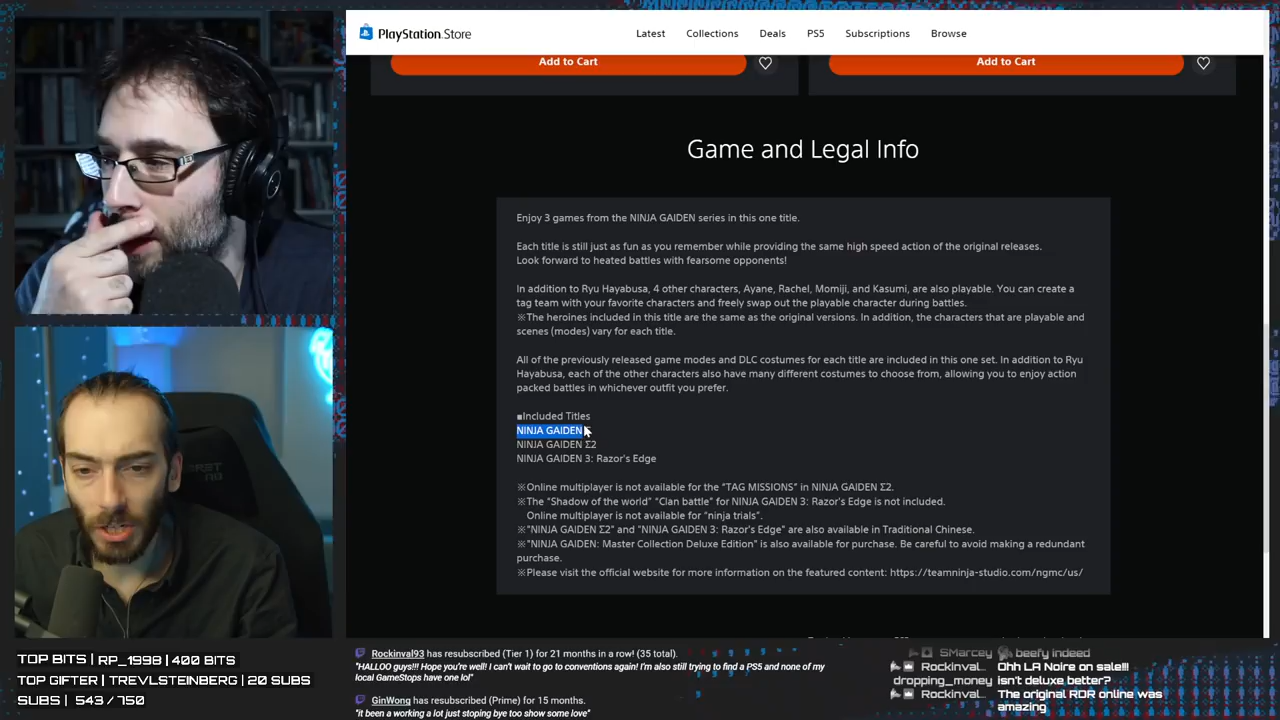 PlayStation.Store
Latest Collections Deals PS5 Subscriptions Browse
Add to Cart Add to Cart
Game and Legal Info
Enjoy 3 games from the NINJA GAIDEN series in this one title.
Each title is still just as fun as you remember while providing the same high speed action of the original releases.
Look forward to heated battles with fearsome opponents!
In addition to Ryu Hayabusa, 4 other characters, Ayane, Rachel, Momiji, and Kasumi, are also playable. You can create a
tag team with your favorite characters and freely swap out the playable character during battles.
※The heroines included in this title are the same as the original versions. In addition, the characters that are playable and
scenes (modes) vary for each title.
All of the previously released game modes and DLC costumes for each title are included in this one set. In addition to Ryu
Hayabusa, each of the other characters also have many different costumes to choose from, allowing you to enjoy action
packed battles in whichever outfit you prefer.
■Included Titles
NINJA GAIDEN
NINJA GAIDEN Σ2
NINJA GAIDEN 3: Razor's Edge
※Online multiplayer is not available for the "TAG MISSIONS" in NINJA GAIDEN Σ2.
※The "Shadow of the world" "Clan battle" for NINJA GAIDEN 3: Razor's Edge is not included.
Online multiplayer is not available for "ninja trials".
※"NINJA GAIDEN Σ2" and "NINJA GAIDEN 3: Razor's Edge" are also available in Traditional Chinese.
※"NINJA GAIDEN: Master Collection Deluxe Edition" is also available for purchase. Be careful to avoid making a redundant
purchase.
※Please visit the official website for more information on the featured content: https://teamninja-studio.com/ngmc/us/
TOP BITS | RP_1998 | 400 BITS
TOP GIFTER | TREVLSTEINBERG | 20 SUBS
SUBS | 543 / 750
Rockinval93 has resubscribed (Tier 1) for 21 months in a row! (35 total).
"HALLOO guys!!! Hope you're well! I can't wait to go to conventions again! I'm also still trying to find a PS5 and none of my
local GameStops have one lol"
GinWong has resubscribed (Prime) for 15 months.
"it been a working a lot just stoping bye too show some love"
SMarcey beefy indeed
Rockinval... Ohh LA Noire on sale!!!
dropping_money isn't deluxe better?
Rockinval... The original RDR online was
amazing